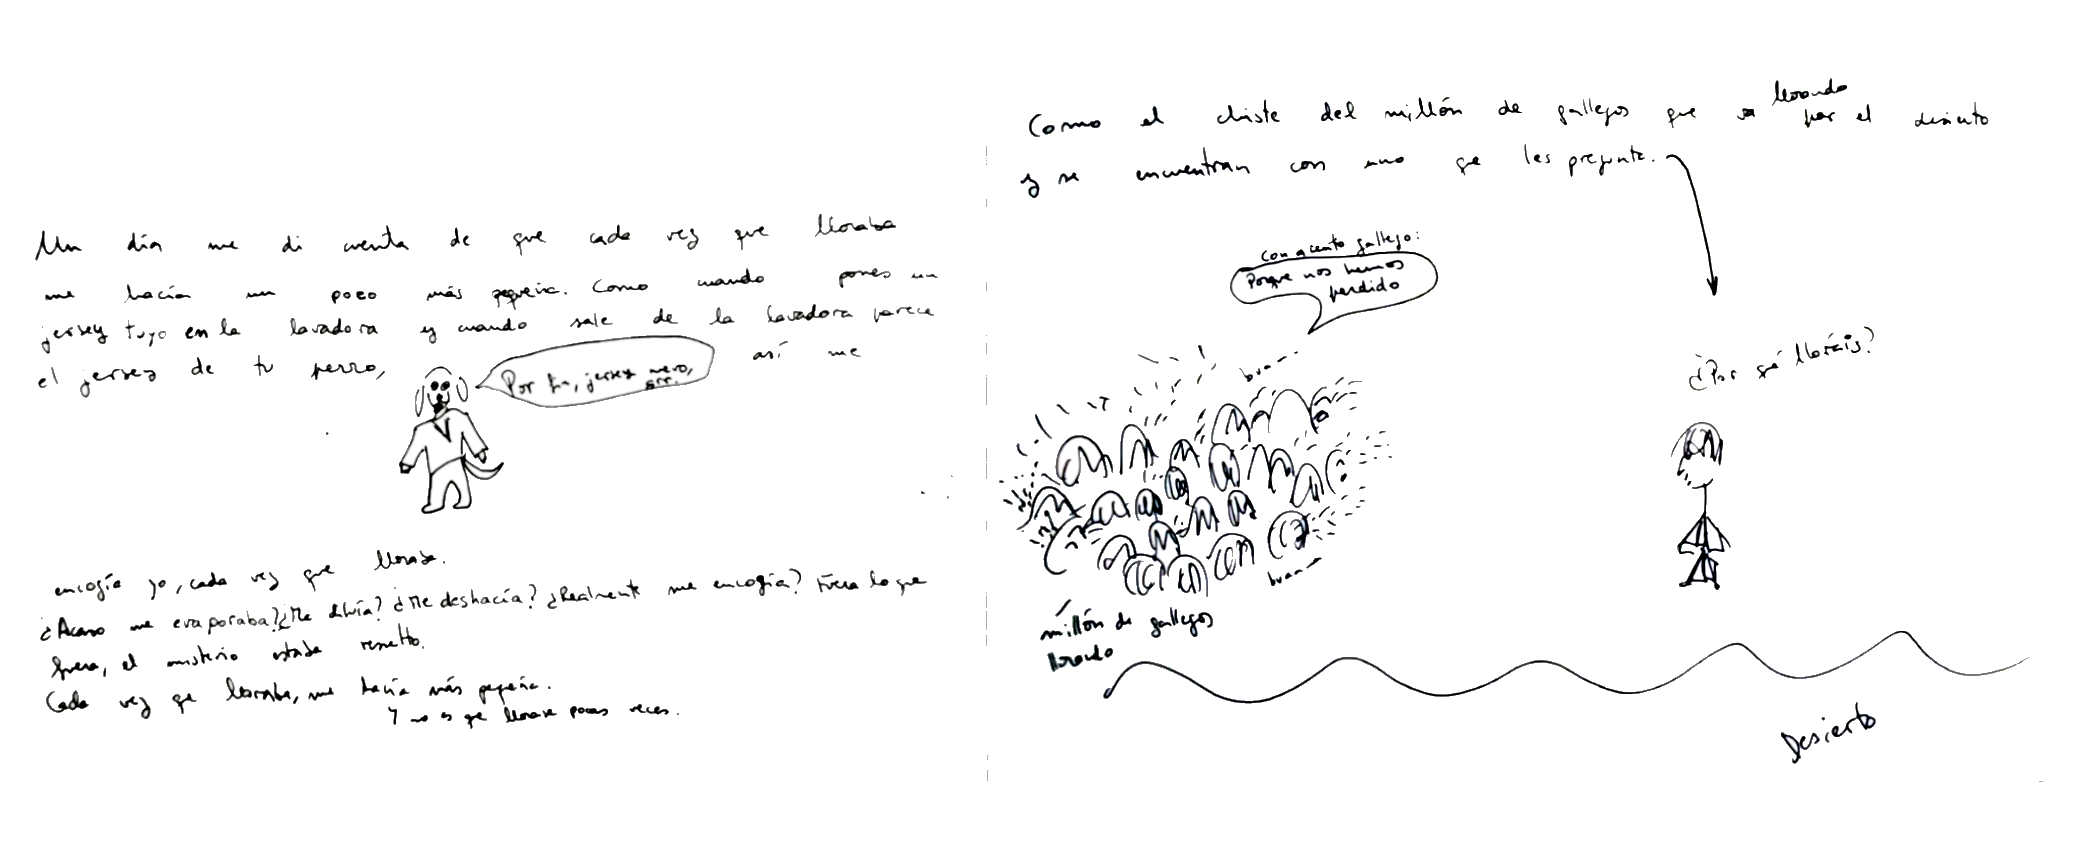 Un día me di cuenta de que cada vez que lloraba
me hacía un poco más pequeña. Como cuando pones un
jersey tuyo en la lavadora y cuando sale de la lavadora parece
el jersey de tu perro,
Por fin, jersey nuevo,
grr.
así me
encogía yo, cada vez que lloraba.
¿Acaso me evaporaba? ¿Me diluía? ¿Me deshacía? ¿Realmente me encogía? Fuera lo que
fuera, el misterio estaba resuelto.
Cada vez que lloraba, me hacía más pequeña.
Y no es que llorase pocas veces.
Como el chiste del millón de gallegos que va llorando por el desierto
y se encuentran con uno que les pregunta.
con acento gallego:
Porque nos hemos
perdido
¿Por qué lloráis?
bua
bua
millón de gallegos
llorando
Desierto